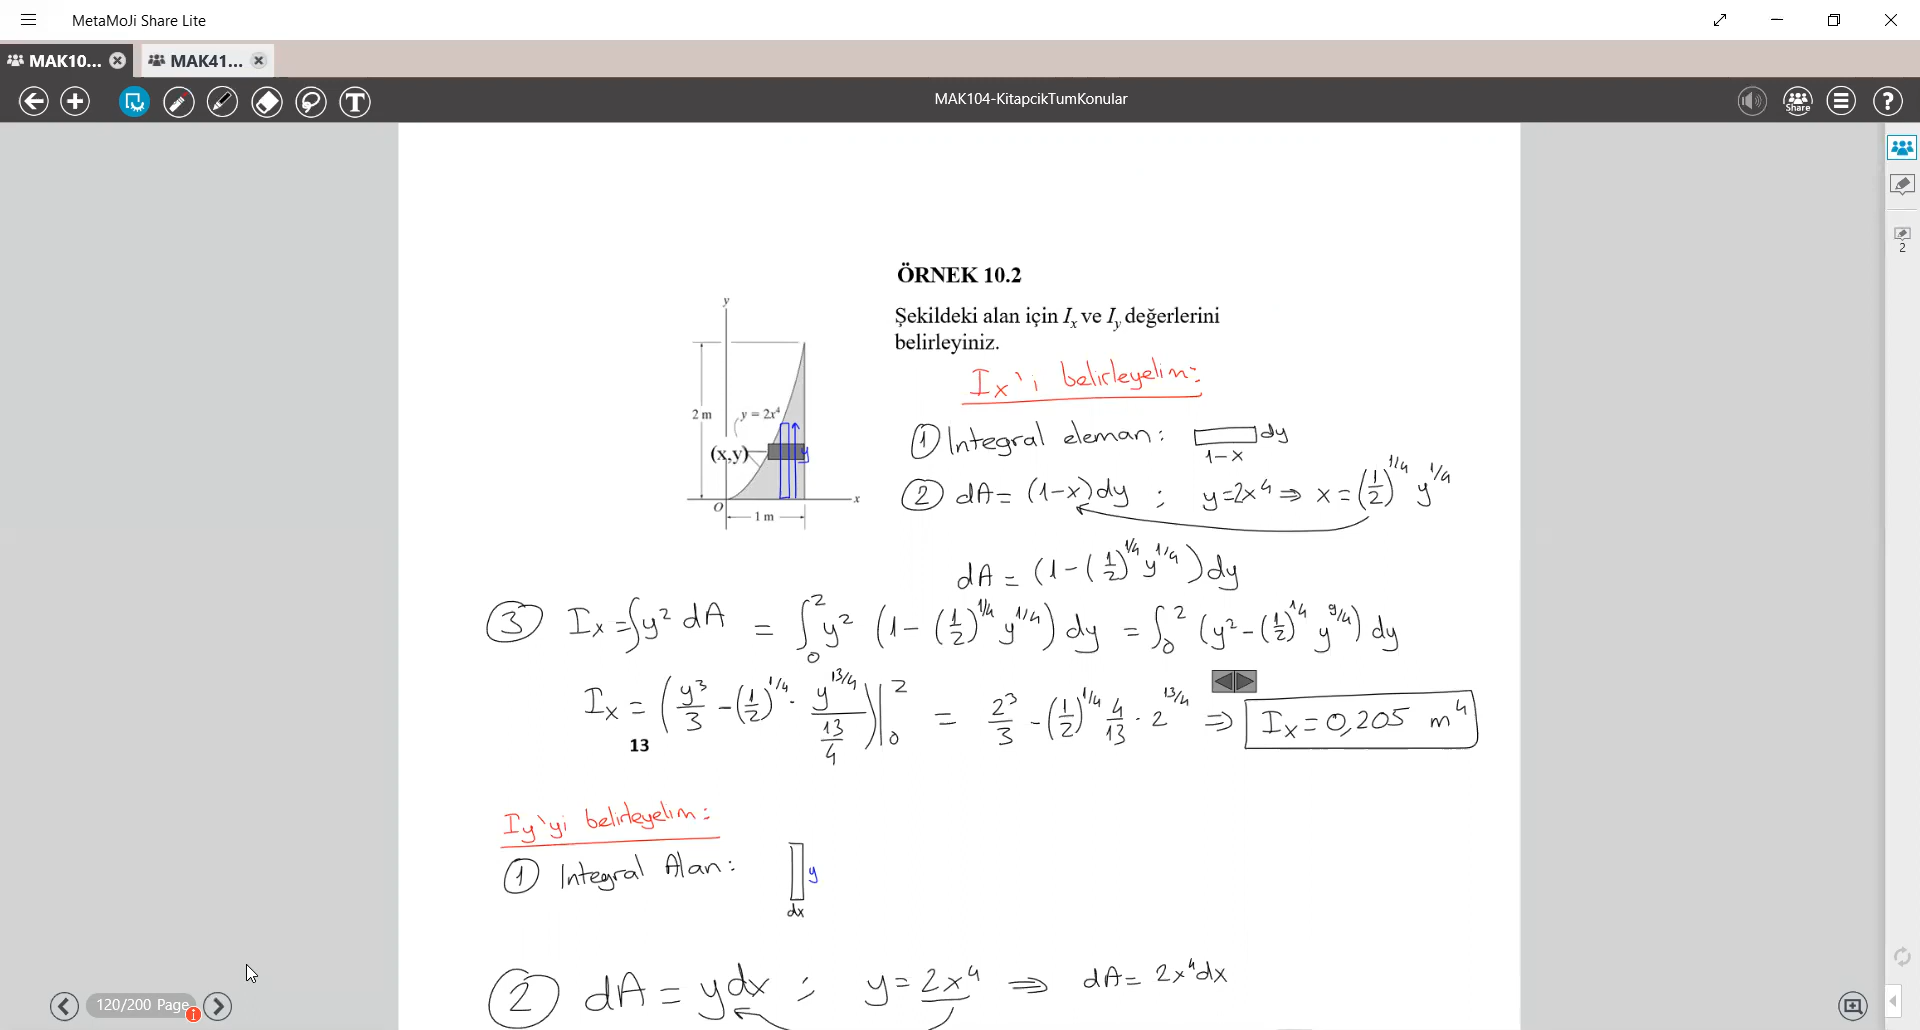 MetaMoJi Share Lite
MAK10...
MAK41...
MAK104-KitapcikTumKonular
Share
2
ÖRNEK 10.2
Şekildeki alan için Ix ve Iy değerlerini
belirleyiniz.
y
2 m
y = 2x⁴
(x,y)
y
O
x
1 m
Ix'i belirleyelim:
① Integral eleman: dy
1-x
② dA = (1-x)dy ; y=2x⁴ ⇒ x = (1/2)^1/4 y^1/4
dA = (1-(1/2)^1/4 y^1/4) dy
③ Ix = ∫y² dA = ∫₀² y² (1-(1/2)^1/4 y^1/4) dy = ∫₀² (y²-(1/2)^1/4 y^9/4) dy
Ix = (y³/3 - (1/2)^1/4 · y^13/4 / (13/4)) |₀² = 2³/3 - (1/2)^1/4 4/13 · 2^13/4 ⇒ Ix = 0,205 m⁴
13
Iy'yi belirleyelim:
① Integral Alan: y
dx
② dA = ydx ; y = 2x⁴ ⇒ dA = 2x⁴dx
120/200 Page